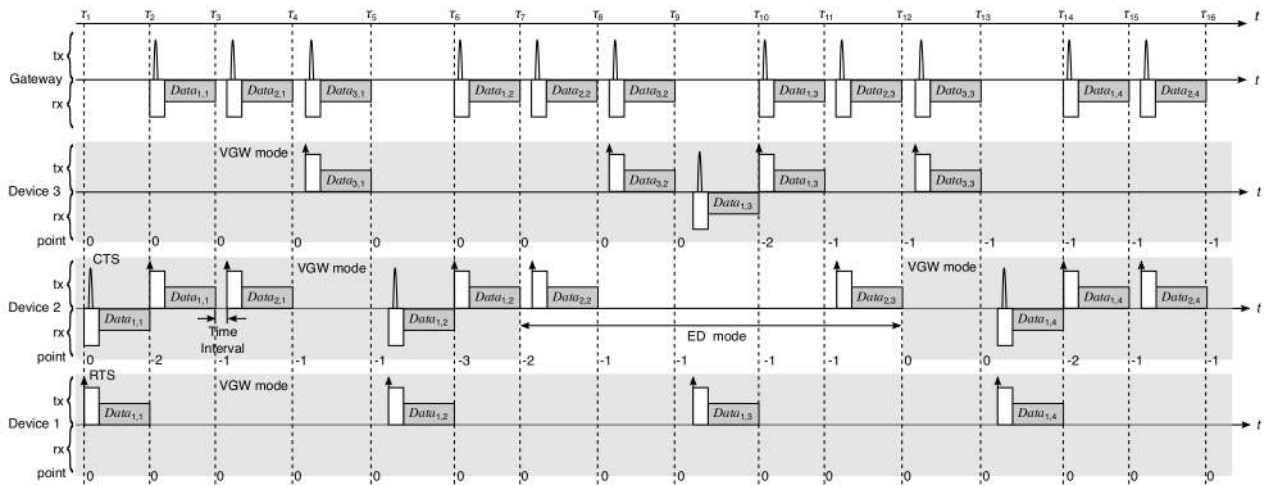 τ1 τ2 τ3 τ4 τ5 τ6 τ7 τ8 τ9 τ10 τ11 τ12 τ13 τ14 τ15 τ16 t
tx
Gateway
rx
Data1,1 Data2,1 Data3,1 Data1,2 Data2,2 Data3,2 Data1,3 Data2,3 Data3,3 Data1,4 Data2,4 t
VGW mode
tx
Data3,1 Data3,2 Data1,3 Data3,3
Device 3 t
rx
Data1,3
point 0 0 0 0 0 0 0 0 0 -2 -1 -1 -1 -1 -1 -1
CTS
VGW mode VGW mode
tx
Data1,1 Data2,1 Data1,2 Data2,2 Data2,3 Data1,4 Data2,4
Device 2 t
rx
Data1,1 Data1,2 Data1,4
Time
Interval
ED mode
point 0 -2 -1 -1 -1 -3 -2 -1 -1 -1 -1 0 0 -2 -1 -1
RTS
VGW mode
tx
Data1,1 Data1,2 Data1,3 Data1,4
Device 1 t
rx
point 0 0 0 0 0 0 0 0 0 0 0 0 0 0 0 0